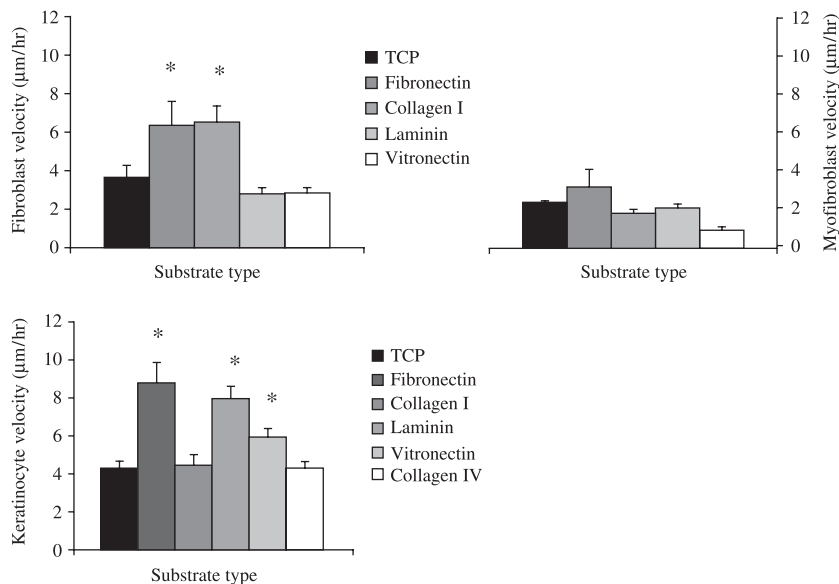 Fibroblast velocity (μm/hr)
12
10
8
6
4
2
0
*
*
Substrate type
TCP
Fibronectin
Collagen I
Laminin
Vitronectin
12
10
8
6
4
2
0
Myofibroblast velocity (μm/hr)
Substrate type
Keratinocyte velocity (μm/hr)
12
10
8
6
4
2
0
*
*
*
Substrate type
TCP
Fibronectin
Collagen I
Laminin
Vitronectin
Collagen IV